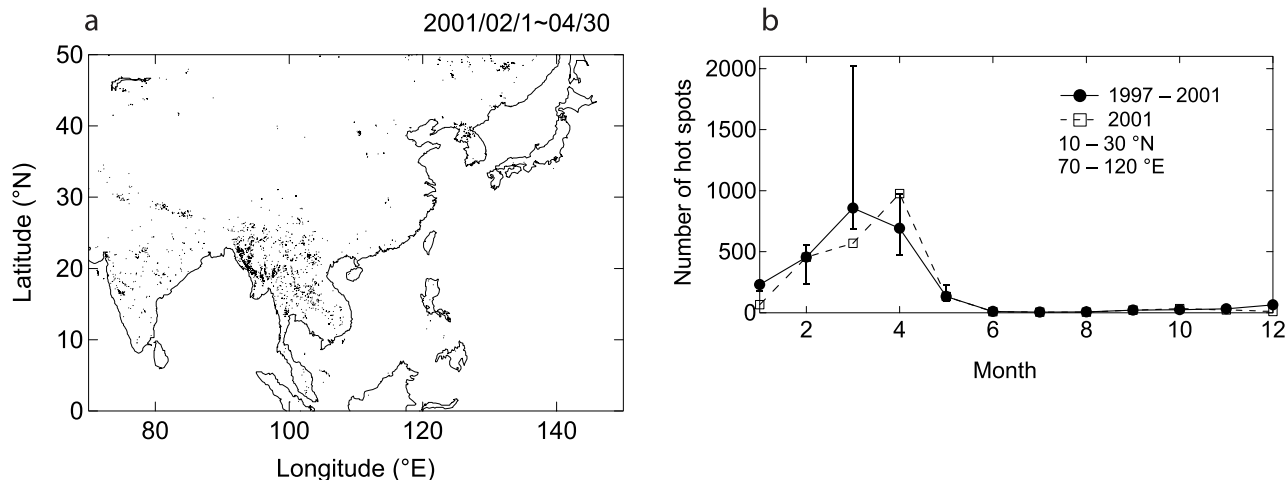 a
2001/02/1~04/30
50
40
30
20
10
0
Latitude (°N)
80
100
120
140
Longitude (°E)
b
2000
1500
1000
500
0
Number of hot spots
1997 – 2001
2001
10 – 30 °N
70 – 120 °E
2
4
6
8
10
12
Month